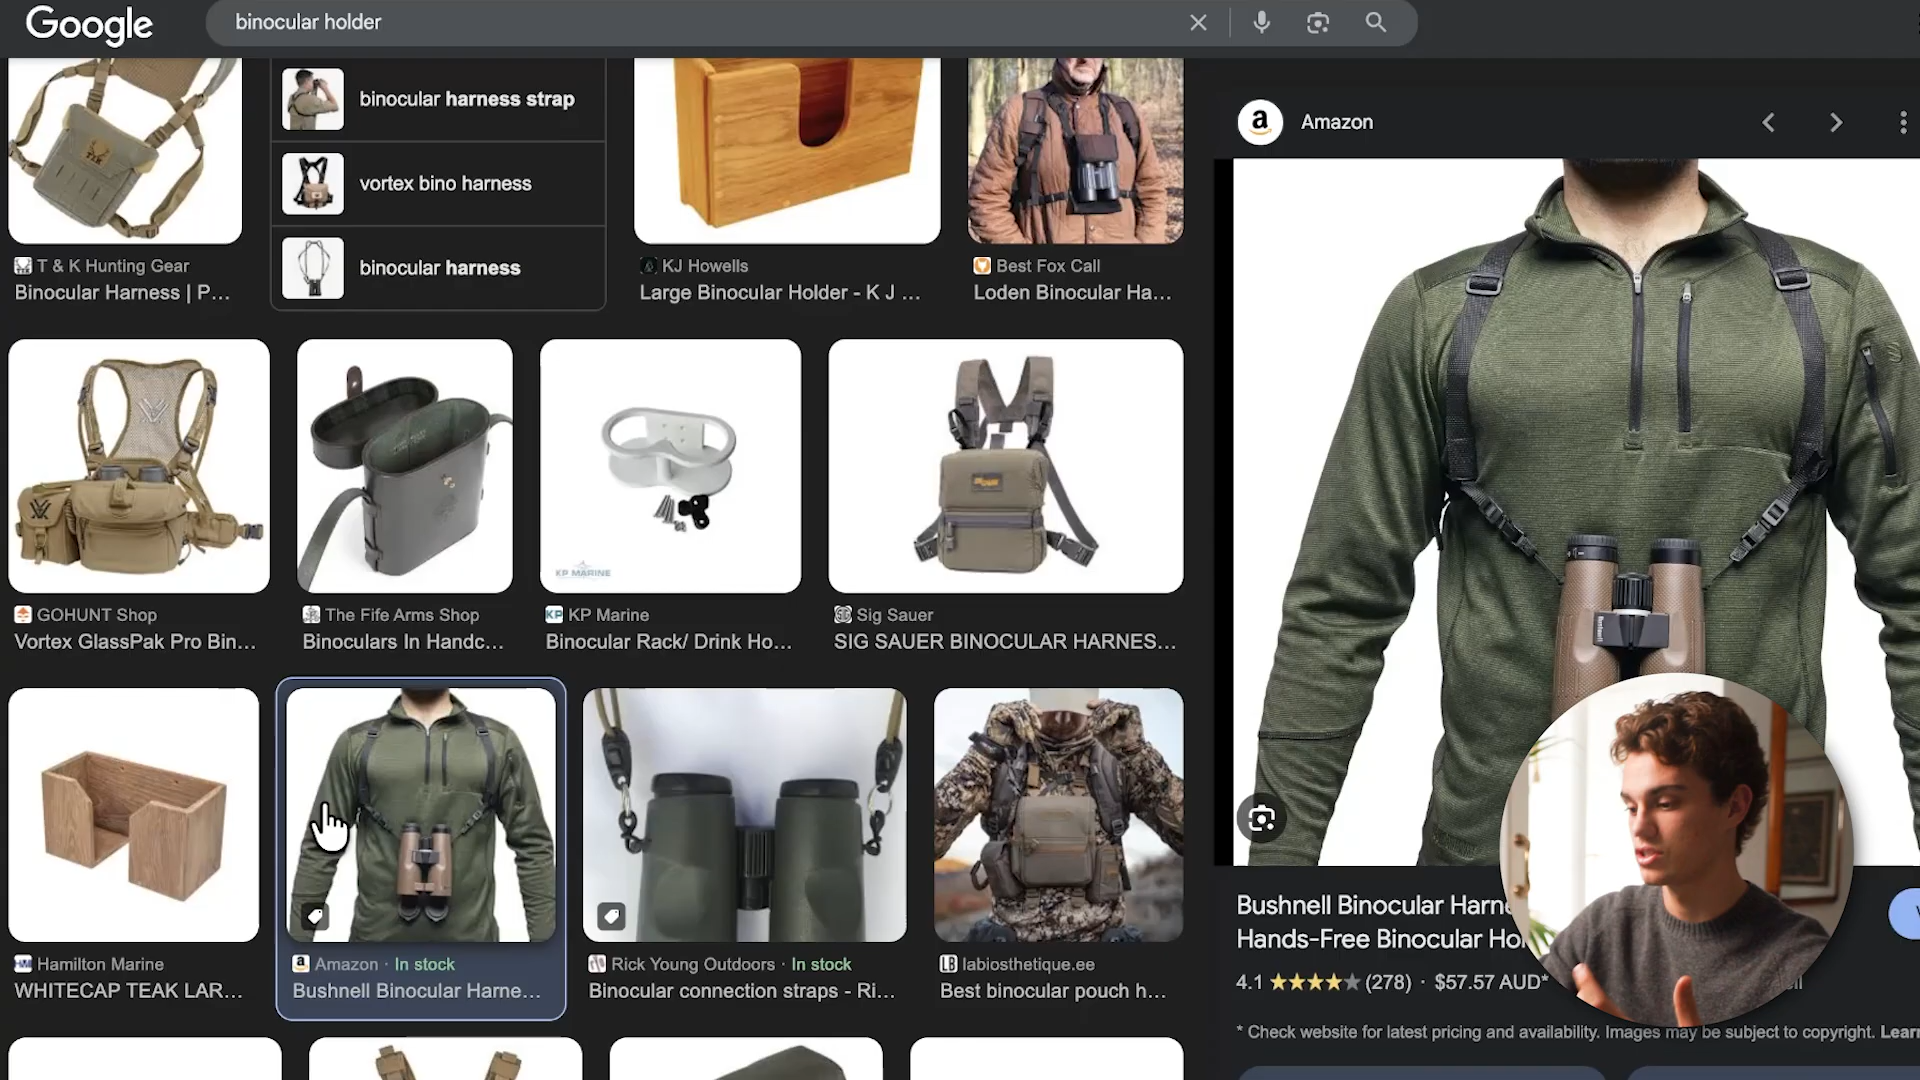 Google
binocular holder
binocular harness strap
vortex bino harness
binocular harness
T & K Hunting Gear
Binocular Harness | P...
KJ Howells
Large Binocular Holder - K J ...
Best Fox Call
Loden Binocular Ha...
Amazon
GOHUNT Shop
Vortex GlassPak Pro Bin...
The Fife Arms Shop
Binoculars In Handc...
KP MARINE
KP Marine
Binocular Rack/ Drink Ho...
Sig Sauer
SIG SAUER BINOCULAR HARNES...
Hamilton Marine
WHITECAP TEAK LAR...
Amazon · In stock
Bushnell Binocular Harne...
Rick Young Outdoors · In stock
Binocular connection straps - Ri...
LB labiosthetique.ee
Best binocular pouch h...
Bushnell
Bushnell Binocular Harne
Hands-Free Binocular Hol
4.1 ★★★★★ (278) · $57.57 AUD*
* Check website for latest pricing and availability. Images may be subject to copyright. Learn